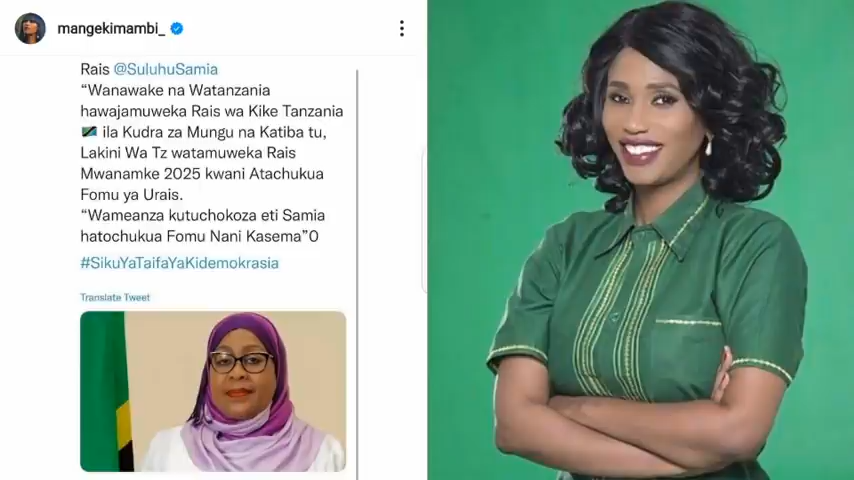 mangekimambi_
Rais @SuluhuSamia
“Wanawake na Watanzania
hawajamuweka Rais wa Kike Tanzania
ila Kudra za Mungu na Katiba tu,
Lakini Wa Tz watamuweka Rais
Mwanamke 2025 kwani Atachukua
Fomu ya Urais.
“Wameanza kutuchokoza eti Samia
hatochukua Fomu Nani Kasema”0
#SikuYaTaifaYaKidemokrasia
Translate Tweet